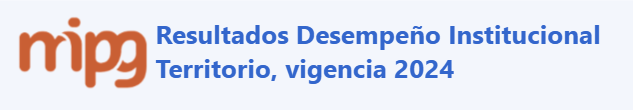 mipg
Resultados Desempeño Institucional
Territorio, vigencia 2024